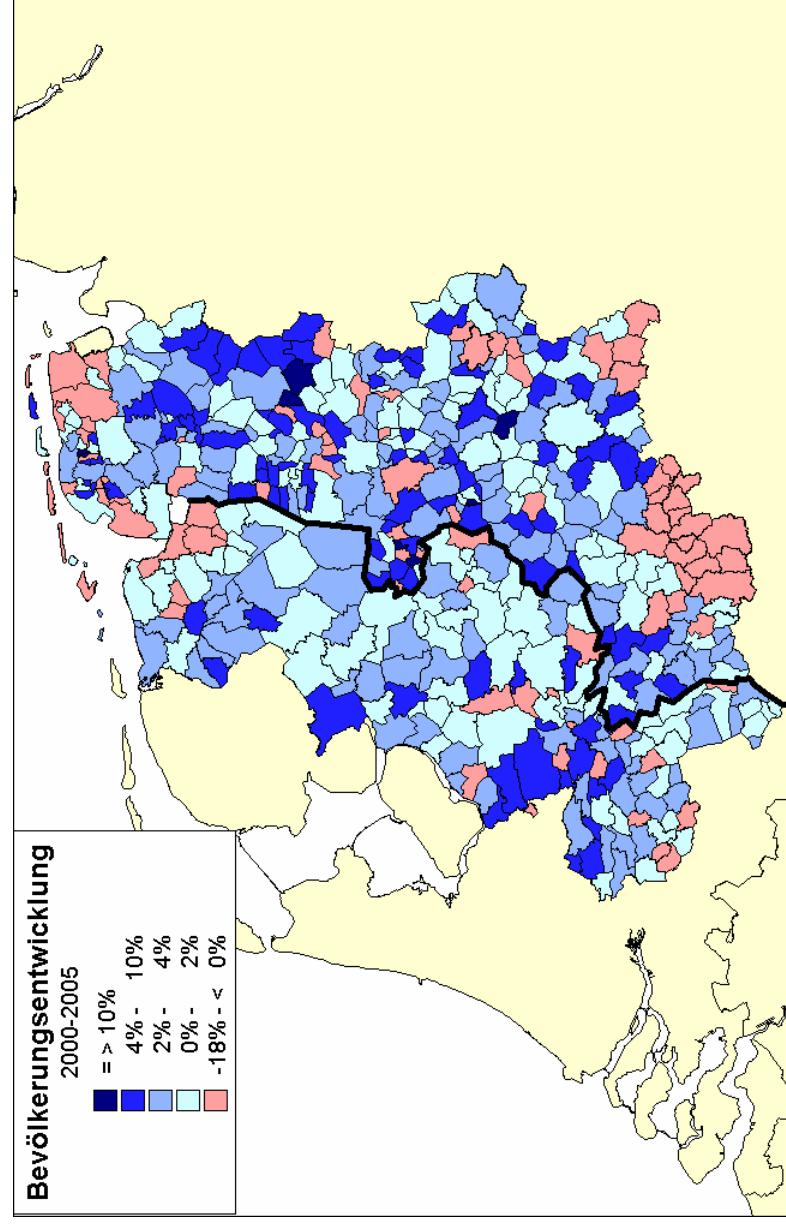 Bevölkerungsentwicklung
2000-2005
= > 10%
4% - 10%
2% - 4%
0% - 2%
-18% - < 0%